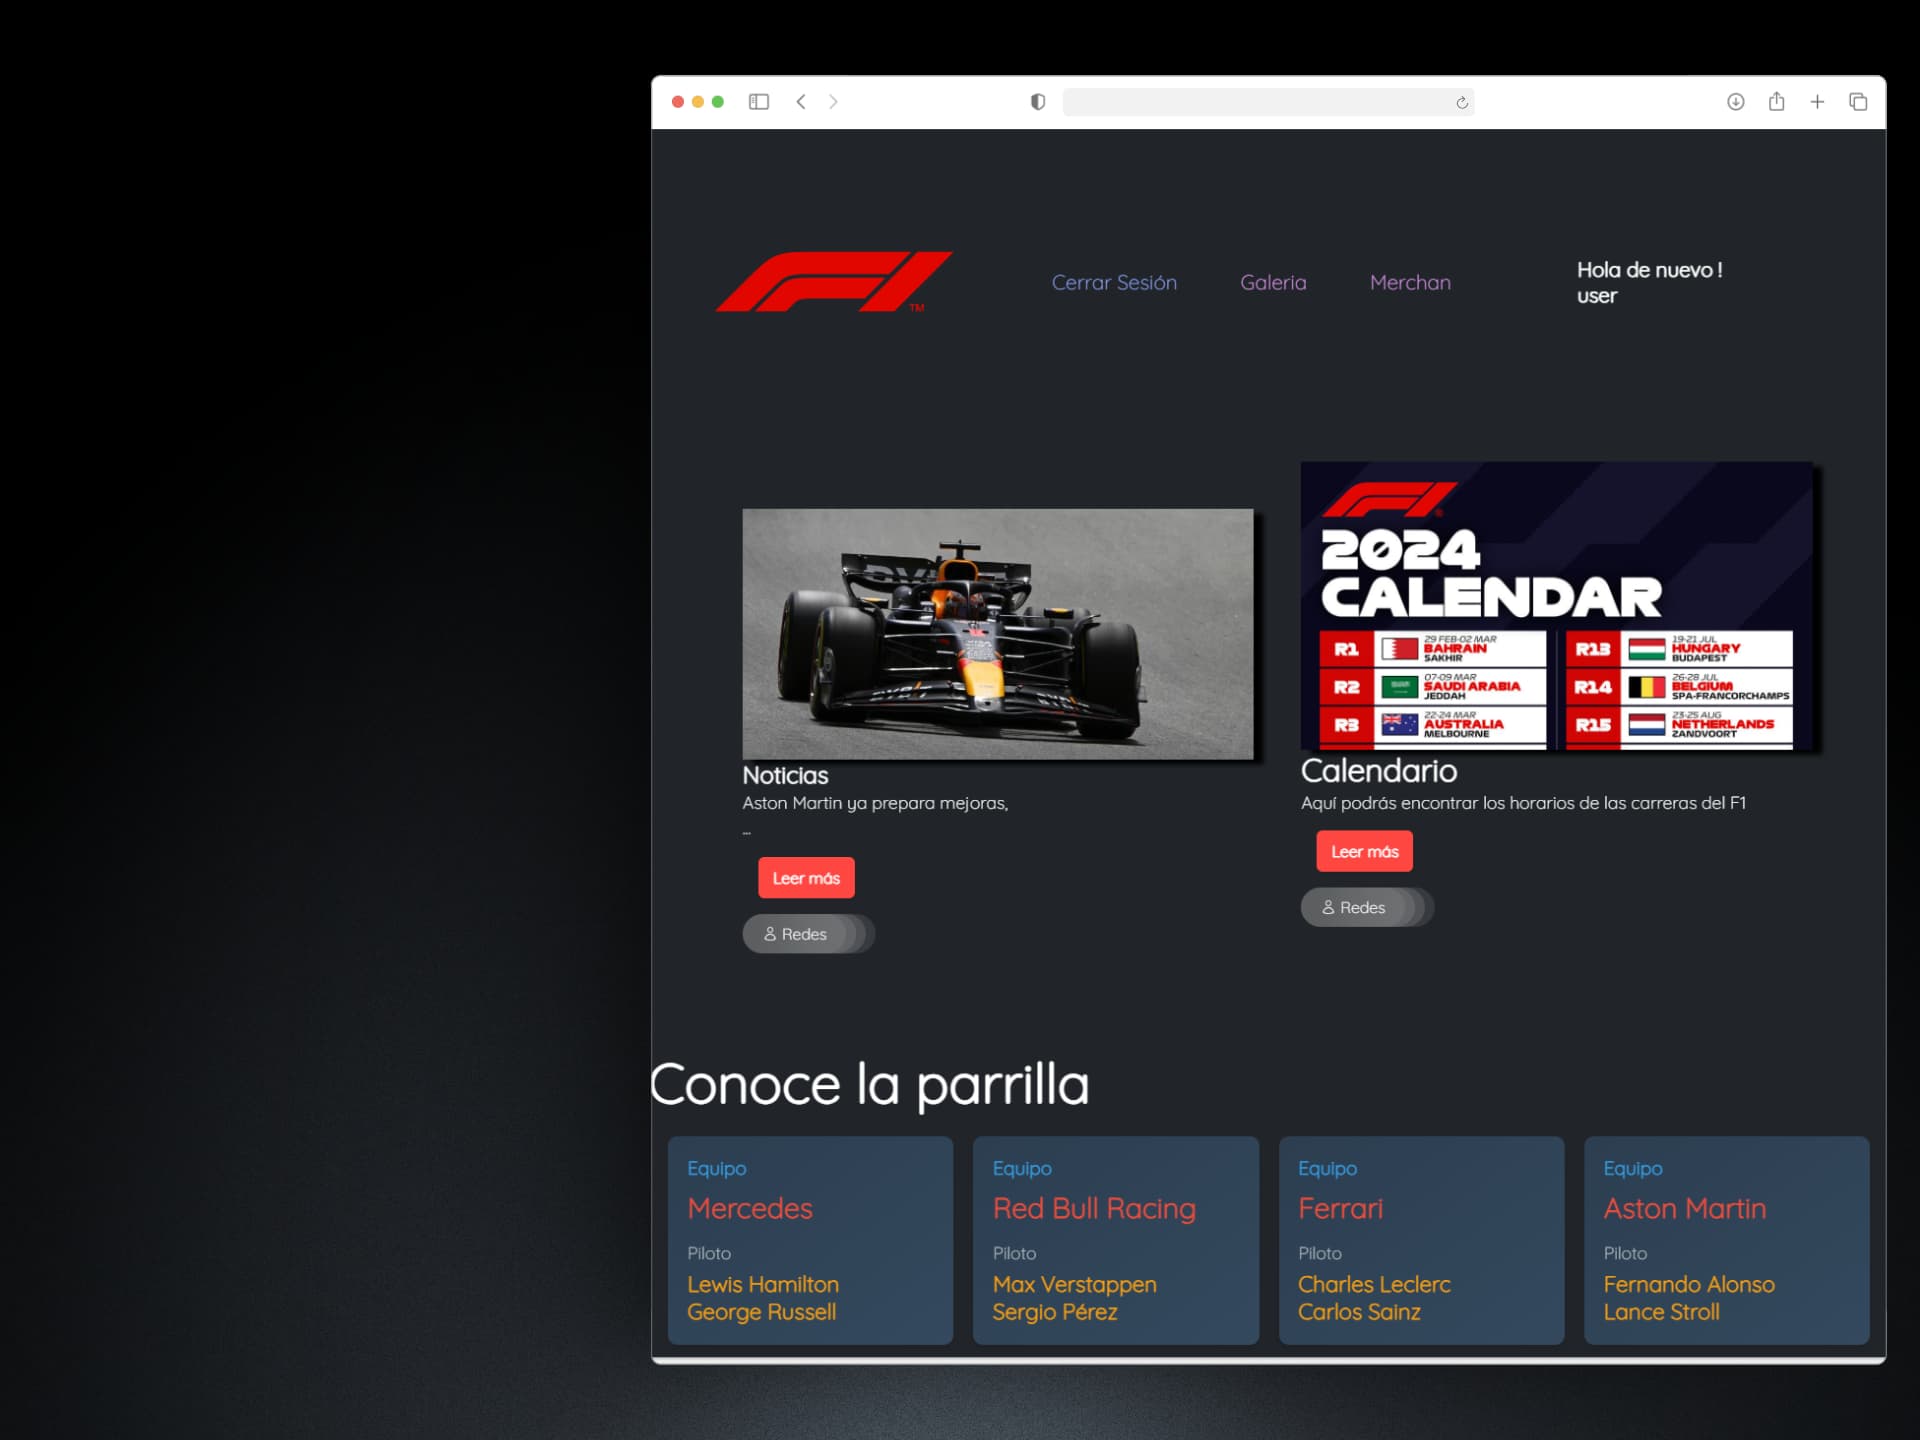 TM
Cerrar Sesión
Galeria
Merchan
Hola de nuevo !
user
2024
CALENDAR
R1
29 FEB-02 MAR
BAHRAIN
SAKHIR
R2
07-09 MAR
SAUDI ARABIA
JEDDAH
R3
22-24 MAR
AUSTRALIA
MELBOURNE
R13
19-21 JUL
HUNGARY
BUDAPEST
R14
26-28 JUL
BELGIUM
SPA-FRANCORCHAMPS
R15
23-25 AUG
NETHERLANDS
ZANDVOORT
Noticias
Aston Martin ya prepara mejoras,
...
Leer más
Redes
Calendario
Aquí podrás encontrar los horarios de las carreras del F1
Leer más
Redes
Conoce la parrilla
Equipo
Mercedes
Piloto
Lewis Hamilton
George Russell
Equipo
Red Bull Racing
Piloto
Max Verstappen
Sergio Pérez
Equipo
Ferrari
Piloto
Charles Leclerc
Carlos Sainz
Equipo
Aston Martin
Piloto
Fernando Alonso
Lance Stroll